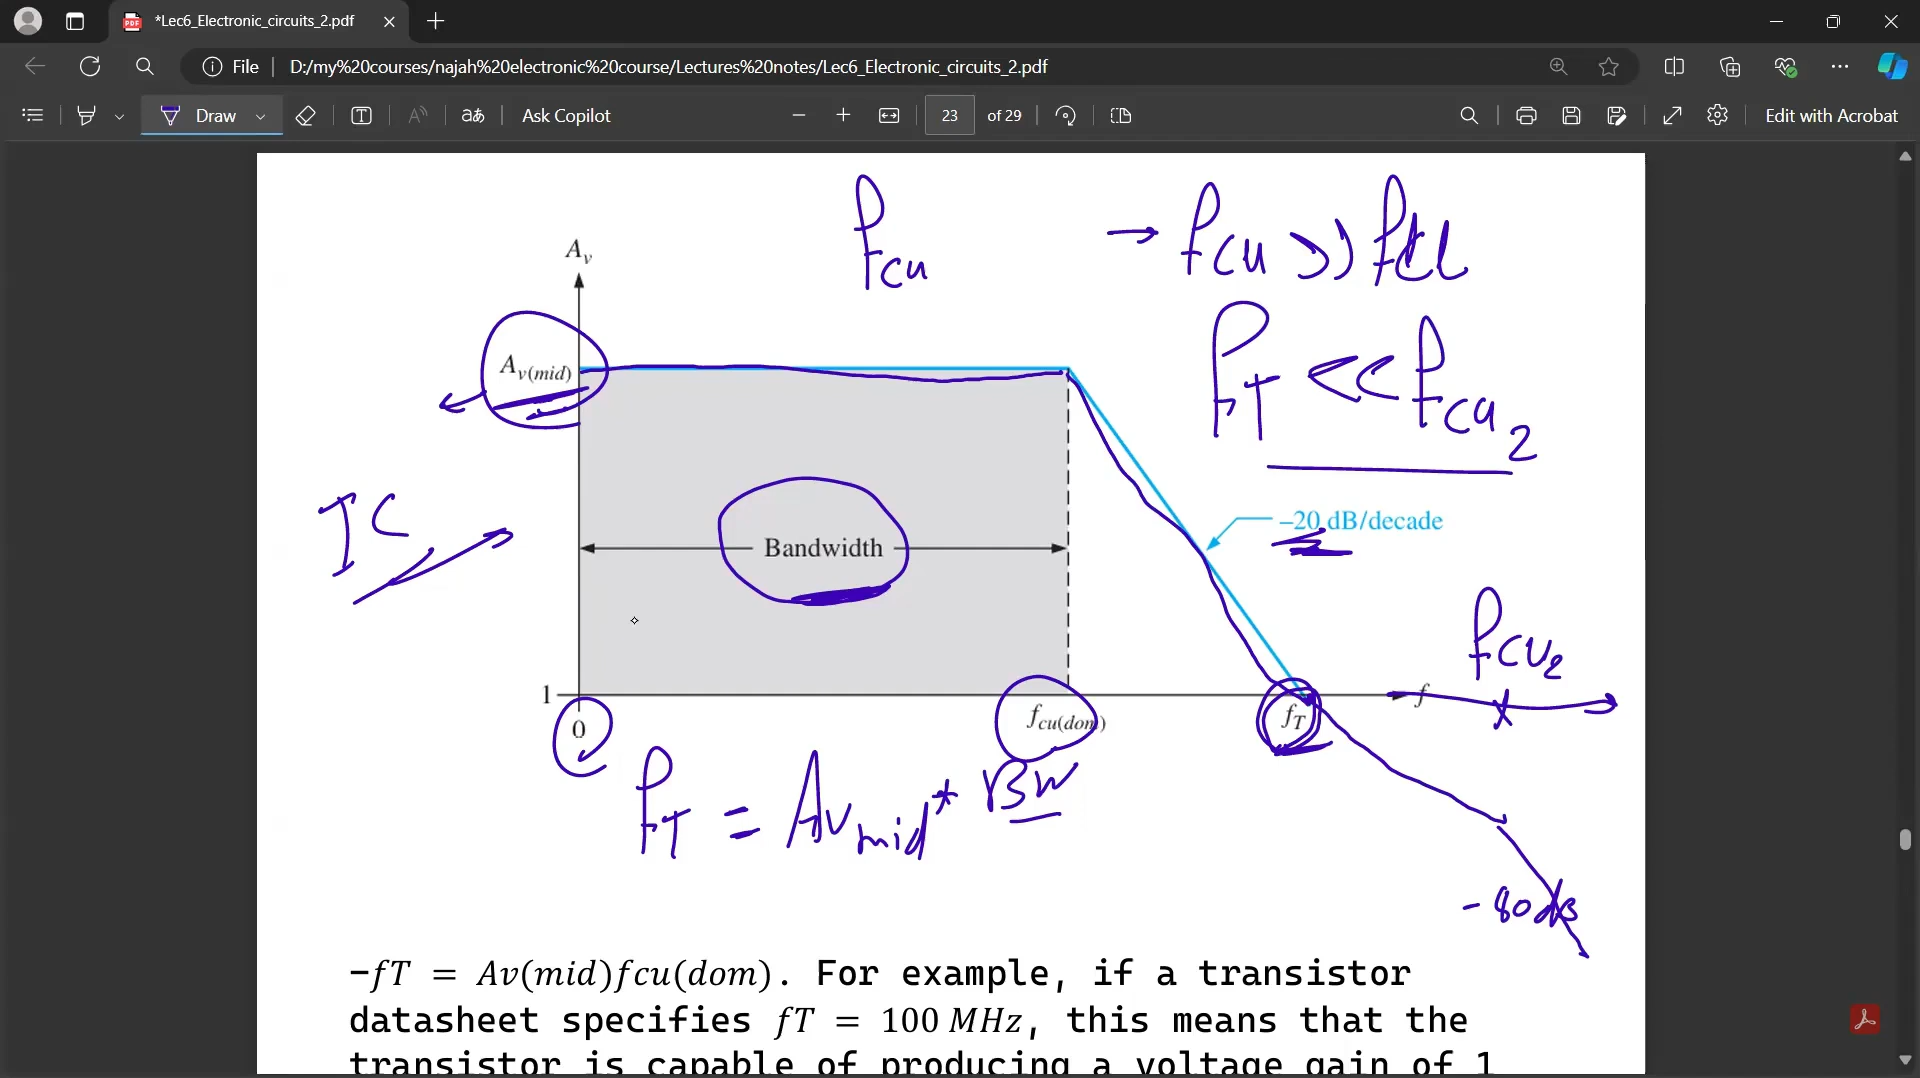 *Lec6_Electronic_circuits_2.pdf
File
D:/my%20courses/najah%20electronic%20course/Lectures%20notes/Lec6_Electronic_circuits_2.pdf
Draw
T
A
aあ
Ask Copilot
23
of 29
Edit with Acrobat
fcu
→ fcu >> fcl
Av
fT << fcu2
Av(mid)
IC
-20 dB/decade
Bandwidth
fcu2
1
f
0
fcu(dom)
fT
fT = Avmid * BW
-fT = Av(mid)fcu(dom). For example, if a transistor
datasheet specifies fT = 100 MHz, this means that the
transistor is capable of producing a voltage gain of 1